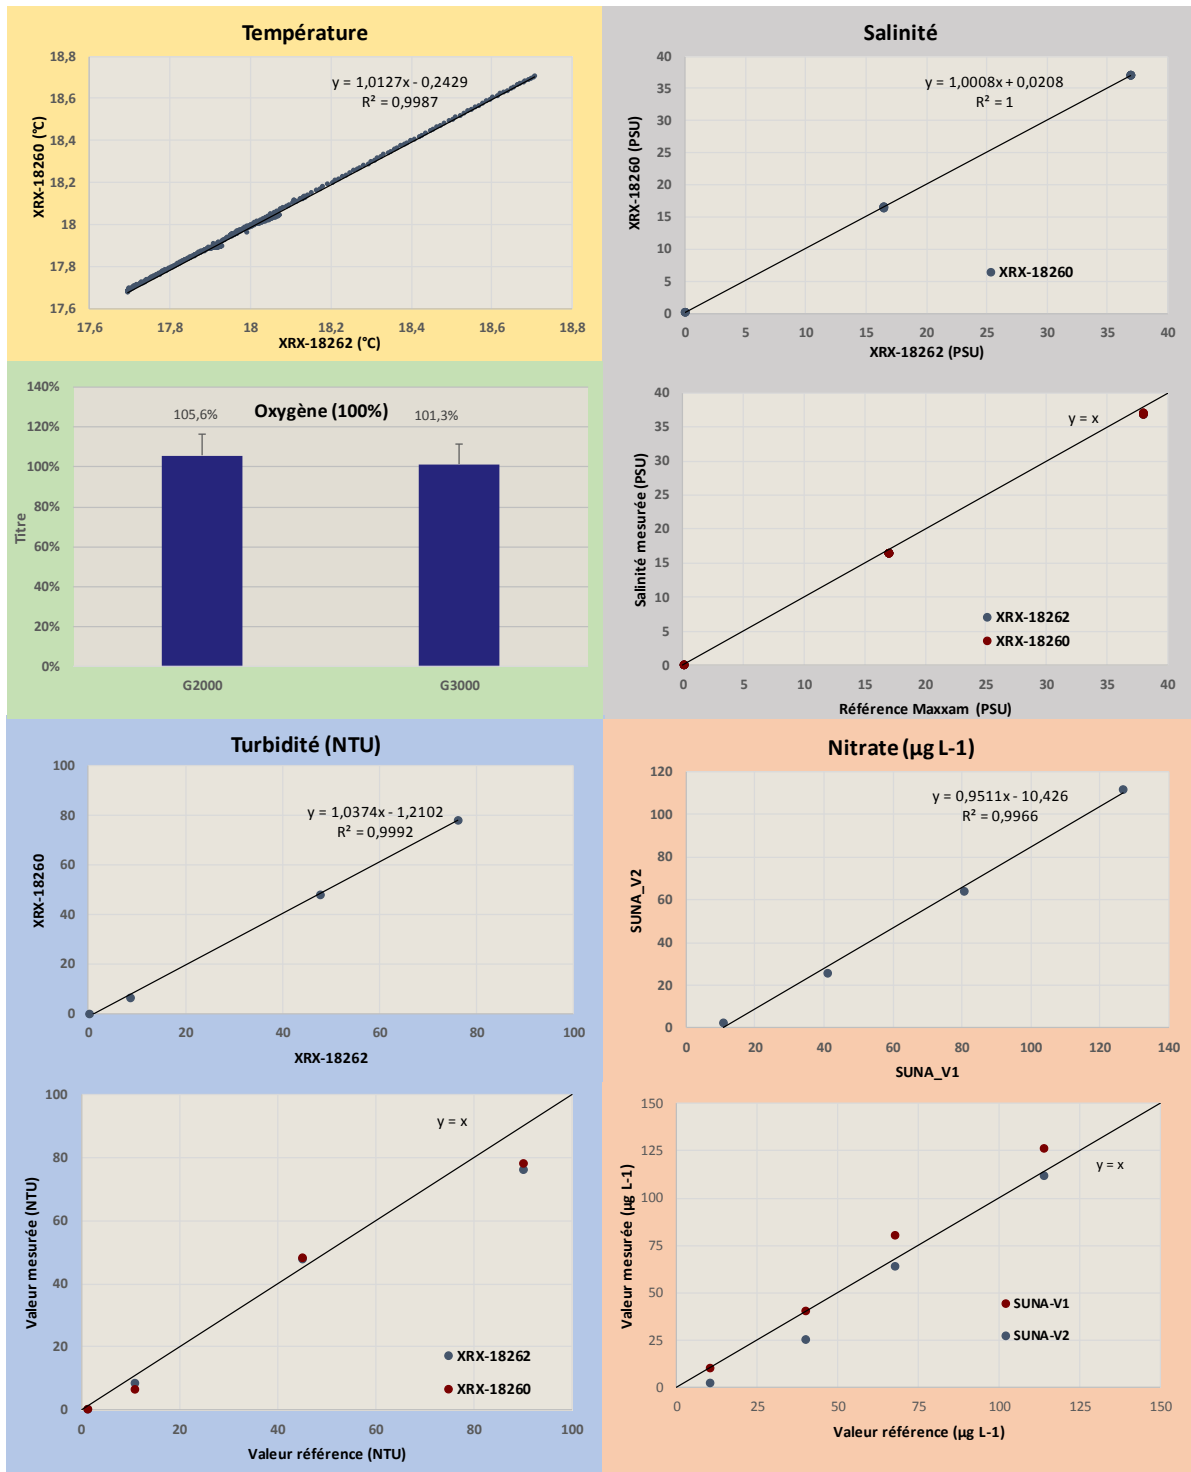 Température
18,8
18,6
18,4
18,2
18
17,8
17,6
XRX-18260 (°C)
y = 1,0127x - 0,2429
R² = 0,9987
17,6
17,8
18
18,2
18,4
18,6
18,8
XRX-18262 (°C)
Salinité
40
35
30
25
20
15
10
5
0
XRX-18260 (PSU)
y = 1,0008x + 0,0208
R² = 1
XRX-18260
0
5
10
15
20
25
30
35
40
XRX-18262 (PSU)
Oxygène (100%)
140%
120%
100%
80%
60%
40%
20%
0%
Titre
105,6%
101,3%
G2000
G3000
40
35
30
25
20
15
10
5
0
Salinité mesurée (PSU)
y = x
XRX-18262
XRX-18260
0
5
10
15
20
25
30
35
40
Référence Maxxam (PSU)
Turbidité (NTU)
100
80
60
40
20
0
XRX-18260
y = 1,0374x - 1,2102
R² = 0,9992
0
20
40
60
80
100
XRX-18262
Nitrate (µg L-1)
120
100
80
60
40
20
0
SUNA_V2
y = 0,9511x - 10,426
R² = 0,9966
0
20
40
60
80
100
120
140
SUNA_V1
100
80
60
40
20
0
Valeur mesurée (NTU)
y = x
XRX-18262
XRX-18260
0
20
40
60
80
100
Valeur référence (NTU)
150
125
100
75
50
25
0
Valeur mesurée (µg L-1)
y = x
SUNA-V1
SUNA-V2
0
25
50
75
100
125
150
Valeur référence (µg L-1)